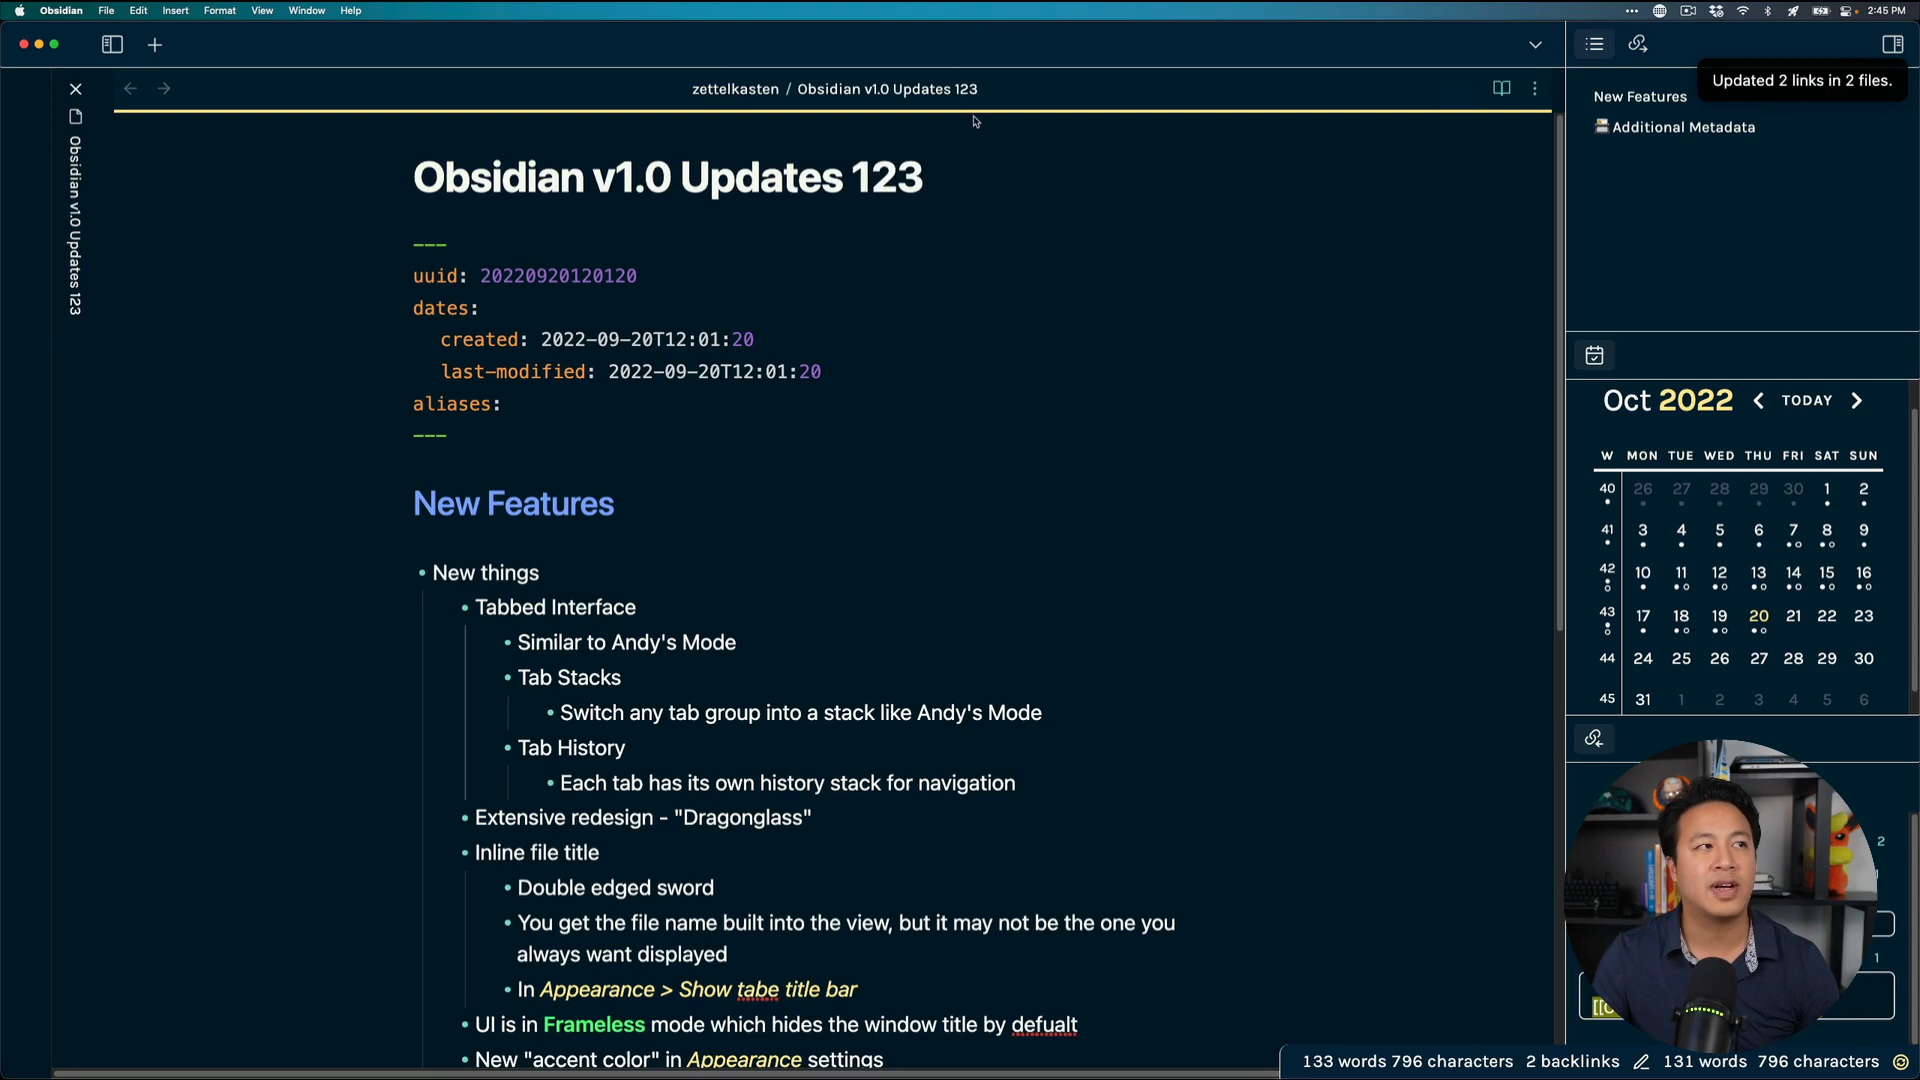 Obsidian File Edit Insert Format View Window Help 2:45 PM
zettelkasten / Obsidian v1.0 Updates 123
Updated 2 links in 2 files.
Obsidian v1.0 Updates 123
Obsidian v1.0 Updates 123
---
uuid: 20220920120120
dates:
created: 2022-09-20T12:01:20
last-modified: 2022-09-20T12:01:20
aliases:
---
New Features
• New things
• Tabbed Interface
• Similar to Andy's Mode
• Tab Stacks
• Switch any tab group into a stack like Andy's Mode
• Tab History
• Each tab has its own history stack for navigation
• Extensive redesign - "Dragonglass"
• Inline file title
• Double edged sword
• You get the file name built into the view, but it may not be the one you
always want displayed
• In Appearance > Show tabe title bar
• UI is in Frameless mode which hides the window title by defualt
• New "accent color" in Appearance settings
New Features
Additional Metadata
Oct 2022 TODAY
W MON TUE WED THU FRI SAT SUN
40 26 27 28 29 30 1 2
41 3 4 5 6 7 8 9
42 10 11 12 13 14 15 16
43 17 18 19 20 21 22 23
44 24 25 26 27 28 29 30
45 31 1 2 3 4 5 6
2
1
133 words 796 characters 2 backlinks 131 words 796 characters